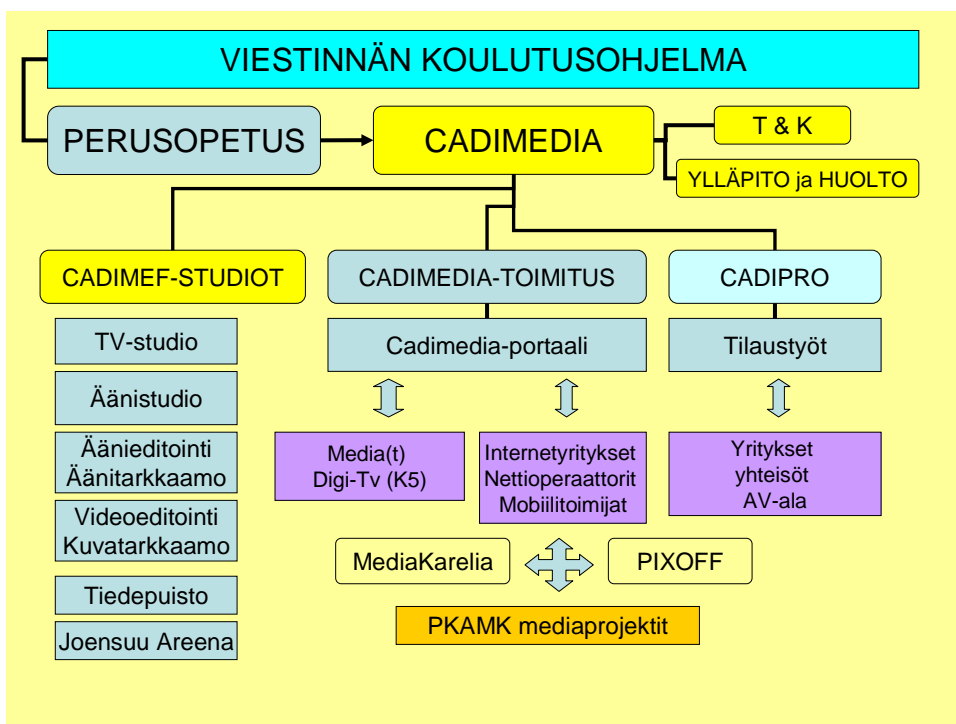 VIESTINNÄN KOULUTUSOHJELMA
PERUSOPETUS
CADIMEDIA
T & K
YLLÄPITO ja HUOLTO
CADIMEF-STUDIOT
CADIMEDIA-TOIMITUS
CADIPRO
TV-studio
Äänistudio
Äänieditointi
Äänitarkkaamo
Videoeditointi
Kuvatarkkaamo
Tiedepuisto
Joensuu Areena
Cadimedia-portaali
Tilaustyöt
Media(t)
Digi-Tv (K5)
Internetyritykset
Nettioperaattorit
Mobiilitoimijat
Yritykset
yhteisöt
AV-ala
MediaKarelia
PIXOFF
PKAMK mediaprojektit